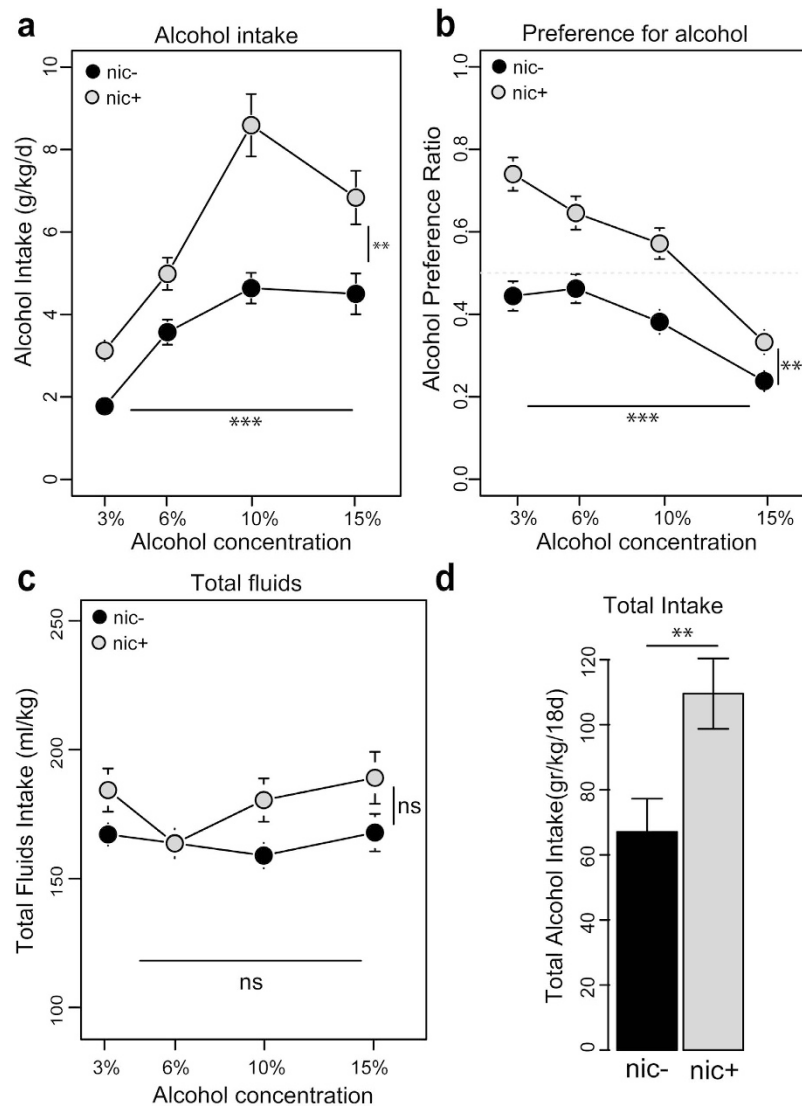 a
Alcohol intake
nic-
nic+
Alcohol Intake (g/kg/d)
10
8
6
4
2
0
**
***
3% 6% 10% 15%
Alcohol concentration
b
Preference for alcohol
nic-
nic+
Alcohol Preference Ratio
1.0
0.8
0.6
0.4
0.2
0.0
**
***
3% 6% 10% 15%
Alcohol concentration
c
Total fluids
nic-
nic+
Total Fluids Intake (ml/kg)
250
200
150
100
ns
ns
3% 6% 10% 15%
Alcohol concentration
d
Total Intake
**
Total Alcohol Intake(gr/kg/18d)
120
100
80
60
40
20
0
nic- nic+